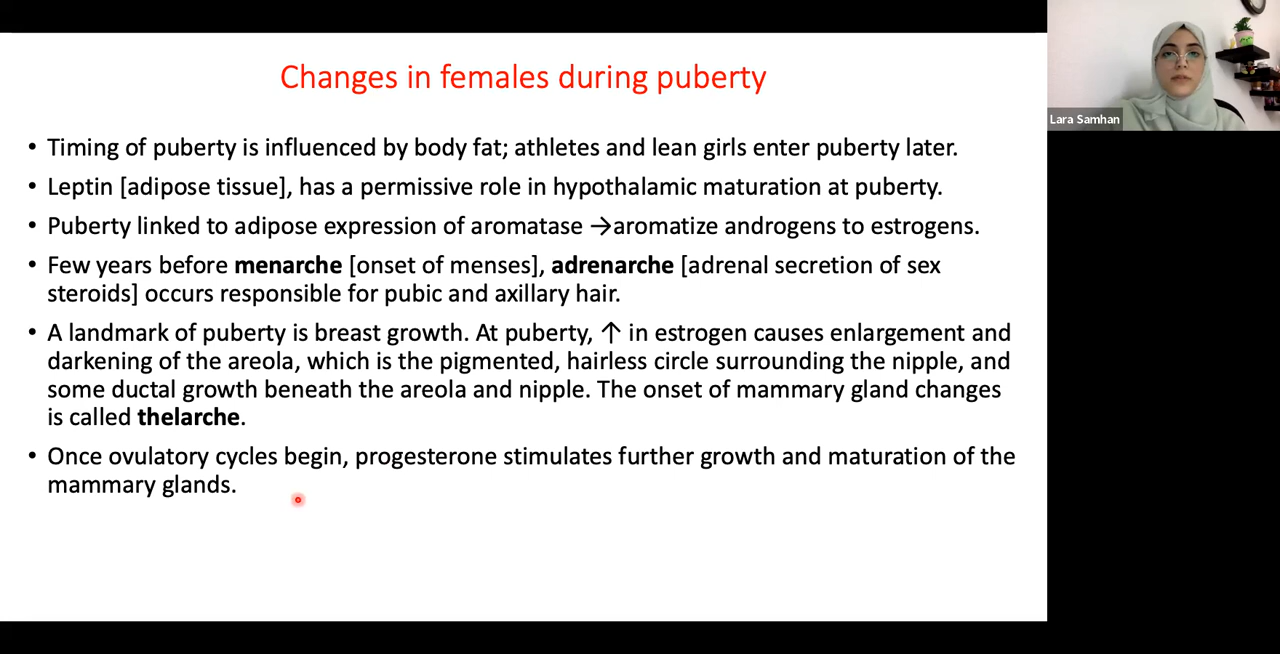 Changes in females during puberty
• Timing of puberty is influenced by body fat; athletes and lean girls enter puberty later.
• Leptin [adipose tissue], has a permissive role in hypothalamic maturation at puberty.
• Puberty linked to adipose expression of aromatase →aromatize androgens to estrogens.
• Few years before menarche [onset of menses], adrenarche [adrenal secretion of sex
steroids] occurs responsible for pubic and axillary hair.
• A landmark of puberty is breast growth. At puberty, ↑ in estrogen causes enlargement and
darkening of the areola, which is the pigmented, hairless circle surrounding the nipple, and
some ductal growth beneath the areola and nipple. The onset of mammary gland changes
is called thelarche.
• Once ovulatory cycles begin, progesterone stimulates further growth and maturation of the
mammary glands.
Lara Samhan